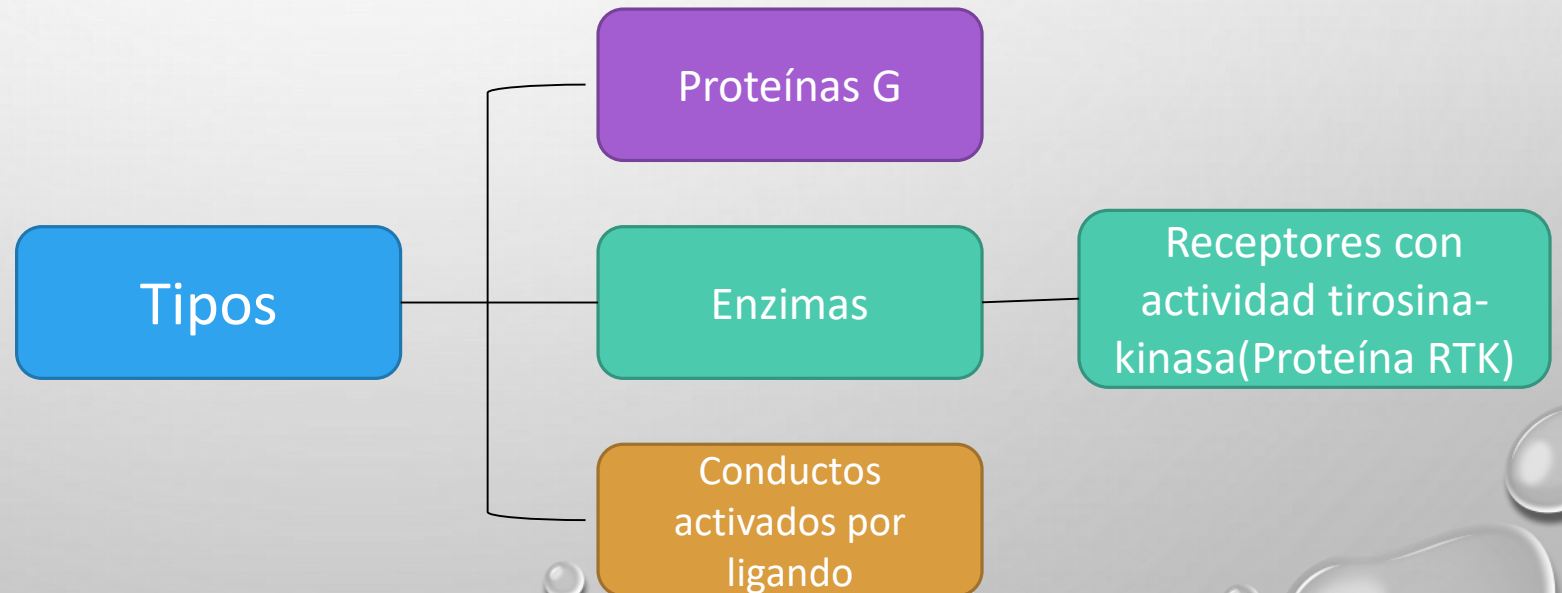 Proteínas G
Tipos
Enzimas
Receptores con
actividad tirosina-
kinasa(Proteína RTK)
Conductos
activados por
ligando